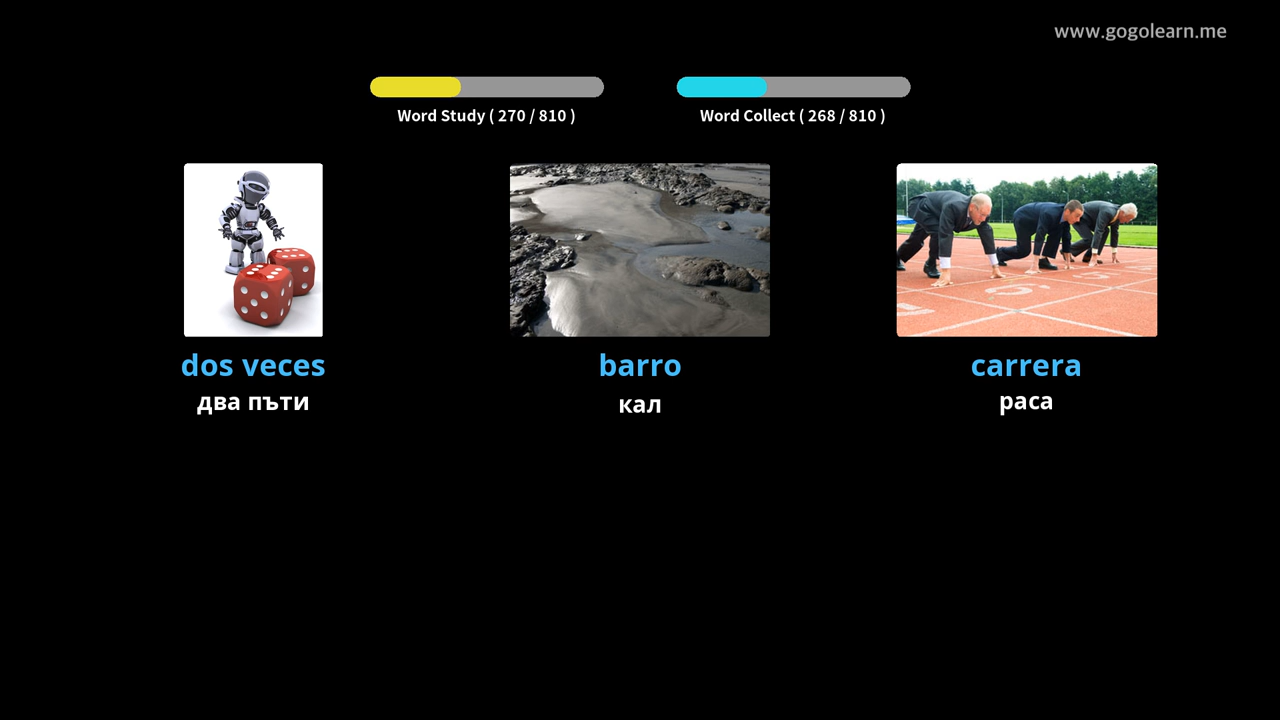 www.gogolearn.me
Word Study ( 270 / 810 )
Word Collect ( 268 / 810 )
dos veces
два пъти
barro
кал
carrera
раса